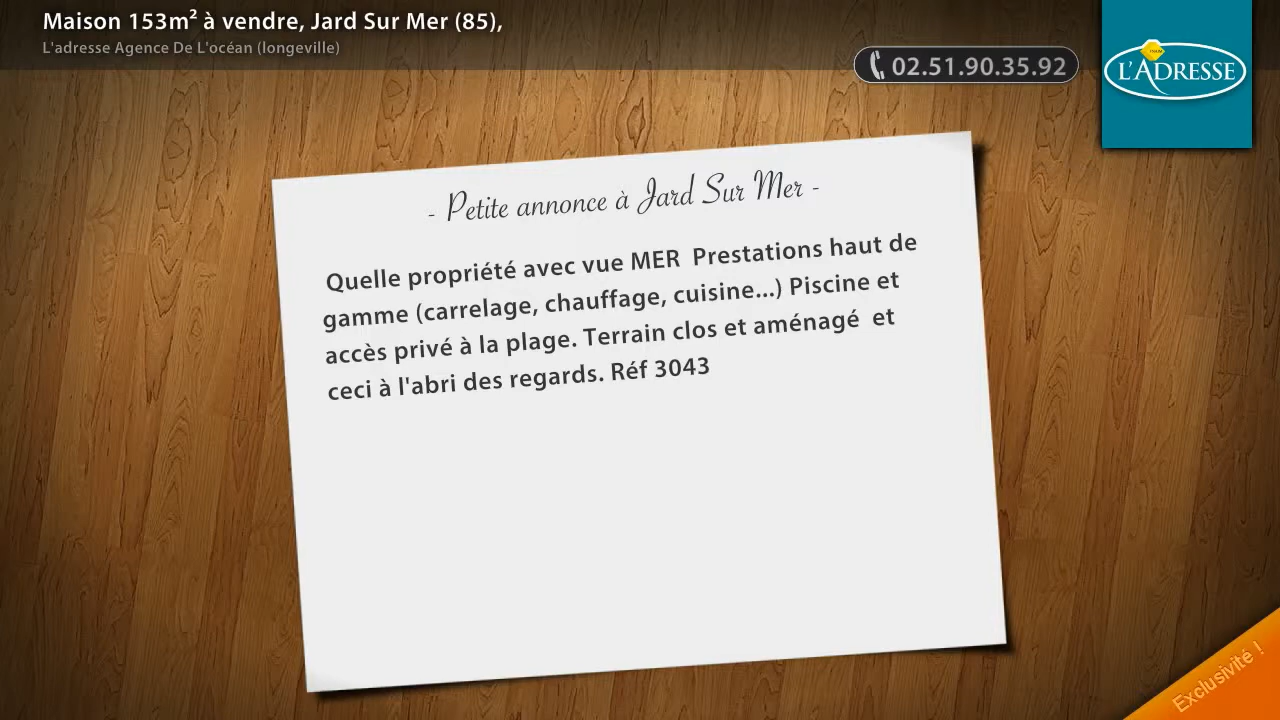 Maison 153m² à vendre, Jard Sur Mer (85),
L'adresse Agence De L'océan (longeville)
02.51.90.35.92
L'ADRESSE
- Petite annonce à Jard Sur Mer -
Quelle propriété avec vue MER  Prestations haut de
gamme (carrelage, chauffage, cuisine...) Piscine et
accès privé à la plage. Terrain clos et aménagé  et
ceci à l'abri des regards. Réf 3043
Exclusivité !